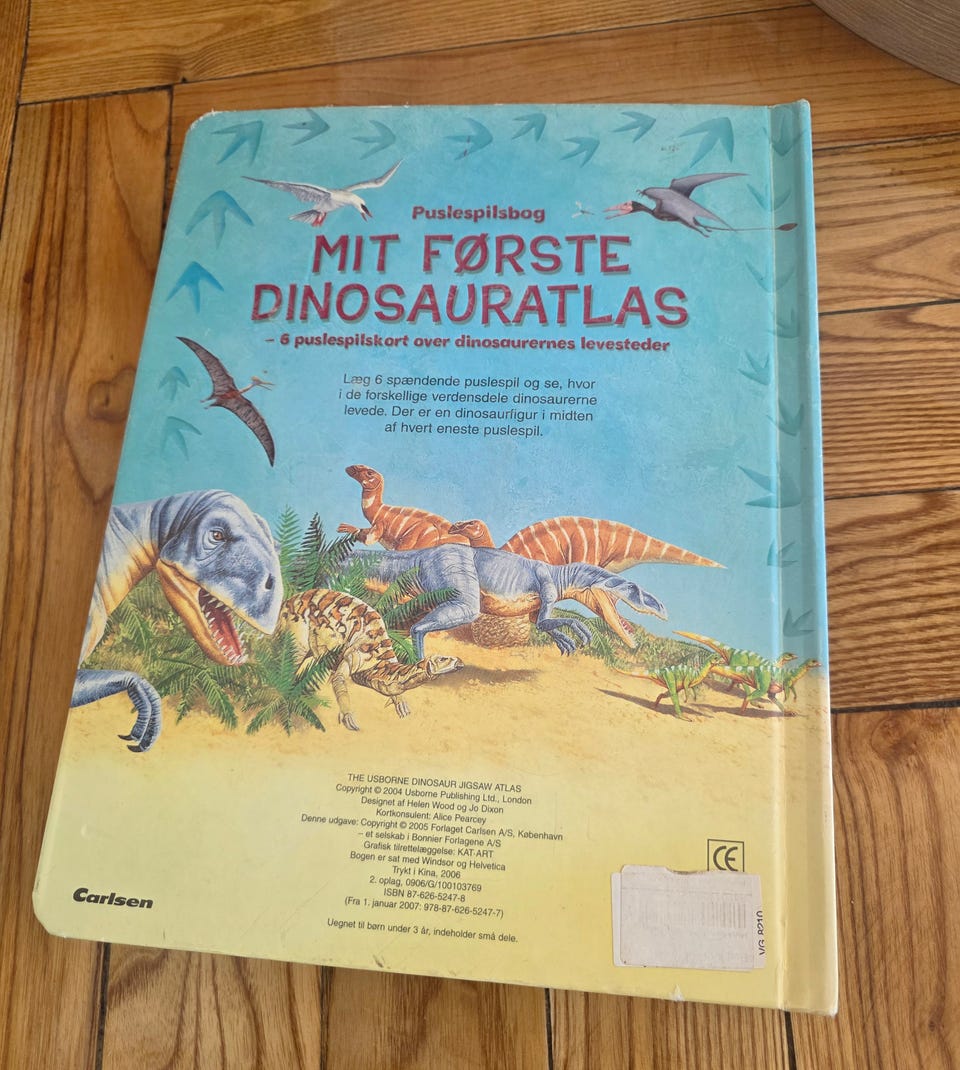 Puslespilsbog
MIT FØRSTE
DINOSAURATLAS
– 6 puslespilskort over dinosaurernes levesteder
Læg 6 spændende puslespil og se, hvor
i de forskellige verdensdele dinosaurerne
levede. Der er en dinosaurfigur i midten
af hvert eneste puslespil.
THE USBORNE DINOSAUR JIGSAW ATLAS
Copyright © 2004 Usborne Publishing Ltd., London
Designet af Helen Wood og Jo Dixon
Kortkonsulent: Alice Pearcey
Denne udgave: Copyright © 2005 Forlaget Carlsen A/S, København
– et selskab i Bonnier Forlagene A/S
Grafisk tilrettelæggelse: KAT·ART
Bogen er sat med Windsor og Helvetica
Trykt i Kina, 2006
2. oplag, 0906/G/100103769
ISBN 87-626-5247-8
(Fra 1. januar 2007: 978-87-626-5247-7)
Uegnet til børn under 3 år, indeholder små dele.
Carlsen
CE
VG 8210